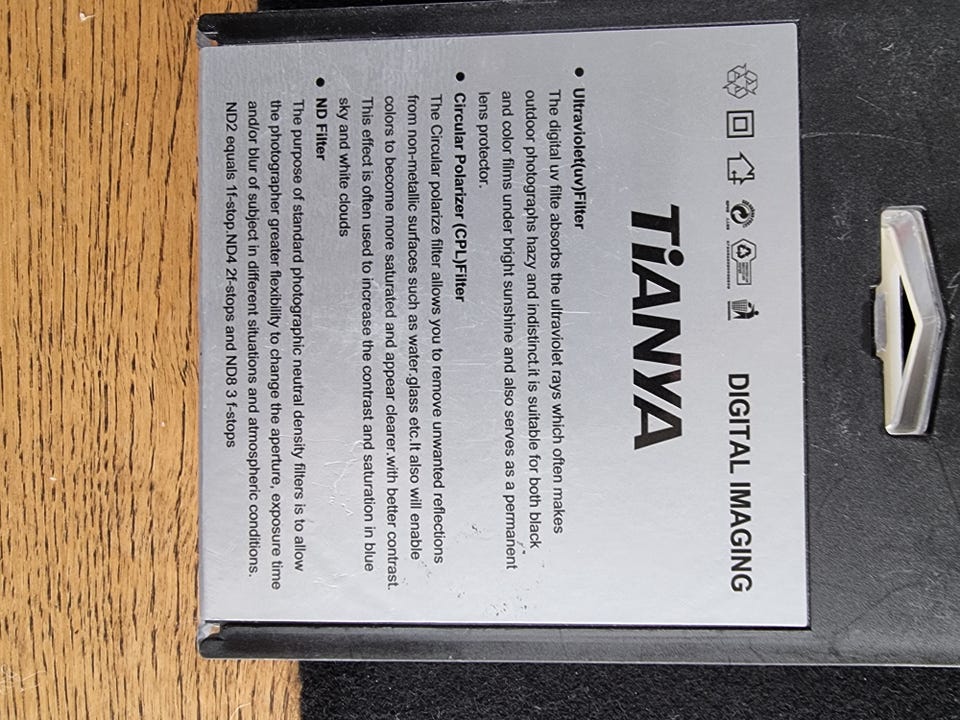 DIGITAL IMAGING
TiANYA
● Ultraviolet(uv)Filter
The digital uv filte absorbs the ultraviolet rays which often makes
outdoor photographs hazy and indistinct.it is suitable for both black
and color films under bright sunshine and also serves as a permanent
lens protector.
● Circular Polarizer (CPL)Filter
The Circular polarize filter allows you to remove unwanted reflections
from non-metallic surfaces such as water.glass etc.It also will enable
colors to become more saturated and appear clearer.with better contrast.
This effect is often used to increase the contrast and saturation in blue
sky and white clouds
● ND Filter
The purpose of standard photographic neutral density filters is to allow
the photographer greater flexibility to change the aperture, exposure time
and/or blur of subject in different situations and atmospheric conditions.
ND2 equals 1f-stop.ND4 2f-stops and ND8 3 f-stops